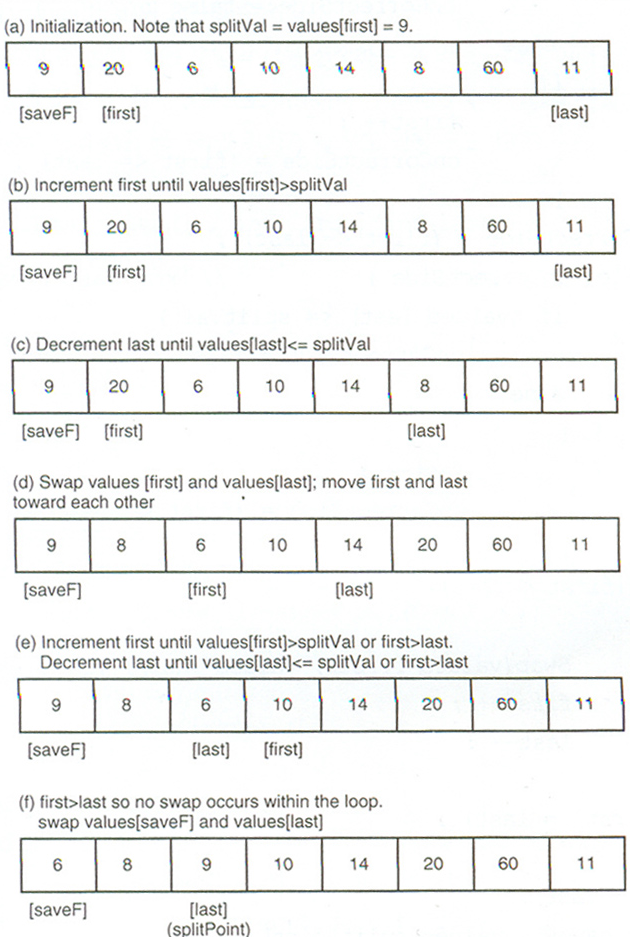 (a) Initialization. Note that splitVal = values[first] = 9.
9 20 6 10 14 8 60 11
[saveF] [first] [last]
(b) Increment first until values[first]>splitVal
9 20 6 10 14 8 60 11
[saveF] [first] [last]
(c) Decrement last until values[last]<= splitVal
9 20 6 10 14 8 60 11
[saveF] [first] [last]
(d) Swap values [first] and values[last]; move first and last
toward each other
9 8 6 10 14 20 60 11
[saveF] [first] [last]
(e) Increment first until values[first]>splitVal or first>last.
Decrement last until values[last]<= splitVal or first>last
9 8 6 10 14 20 60 11
[saveF] [last] [first]
(f) first>last so no swap occurs within the loop.
swap values[saveF] and values[last]
6 8 9 10 14 20 60 11
[saveF] [last]
(splitPoint)